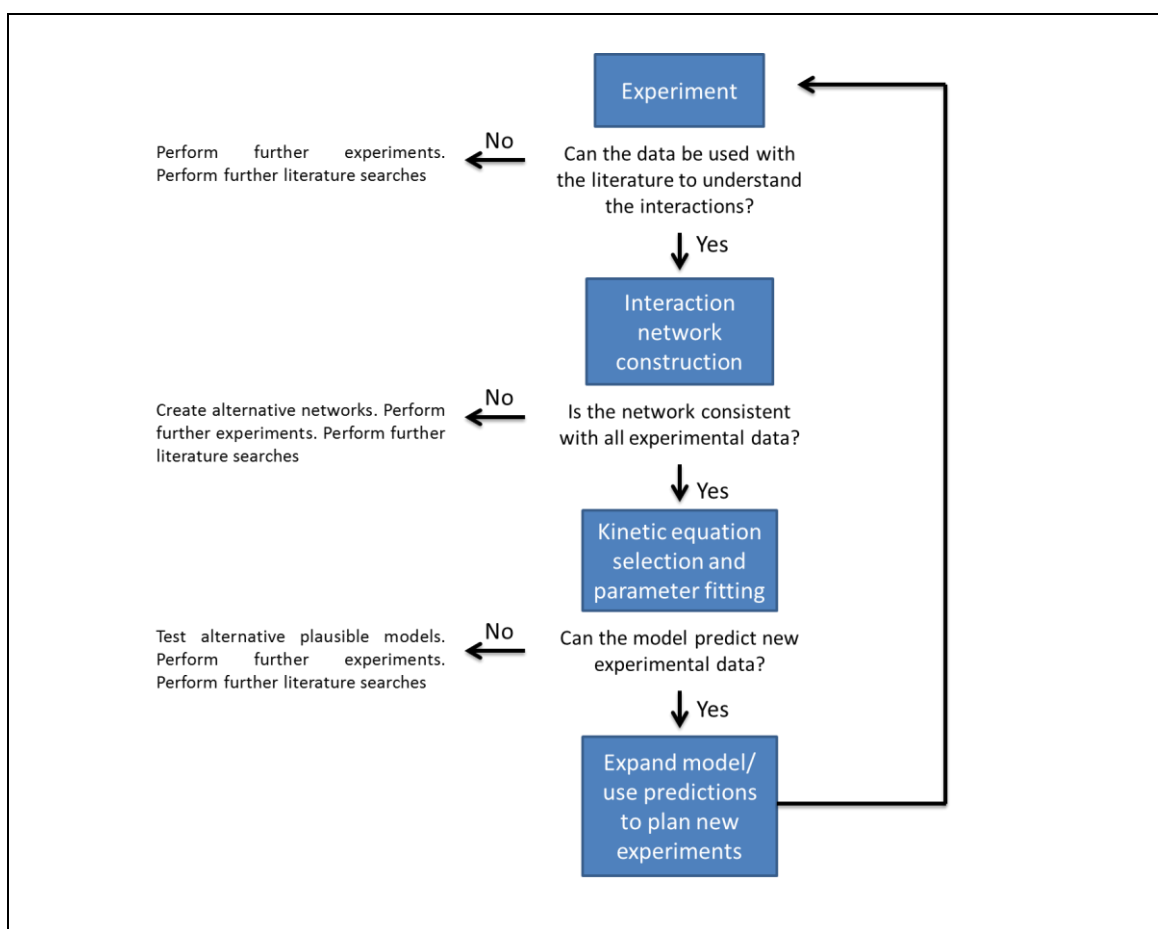 Experiment
No
Perform further experiments.
Perform further literature searches
Can the data be used with
the literature to understand
the interactions?
Yes
Interaction
network
construction
No
Create alternative networks. Perform
further experiments. Perform further
literature searches
Is the network consistent
with all experimental data?
Yes
Kinetic equation
selection and
parameter fitting
No
Test alternative plausible models.
Perform further experiments.
Perform further literature searches
Can the model predict new
experimental data?
Yes
Expand model/
use predictions
to plan new
experiments